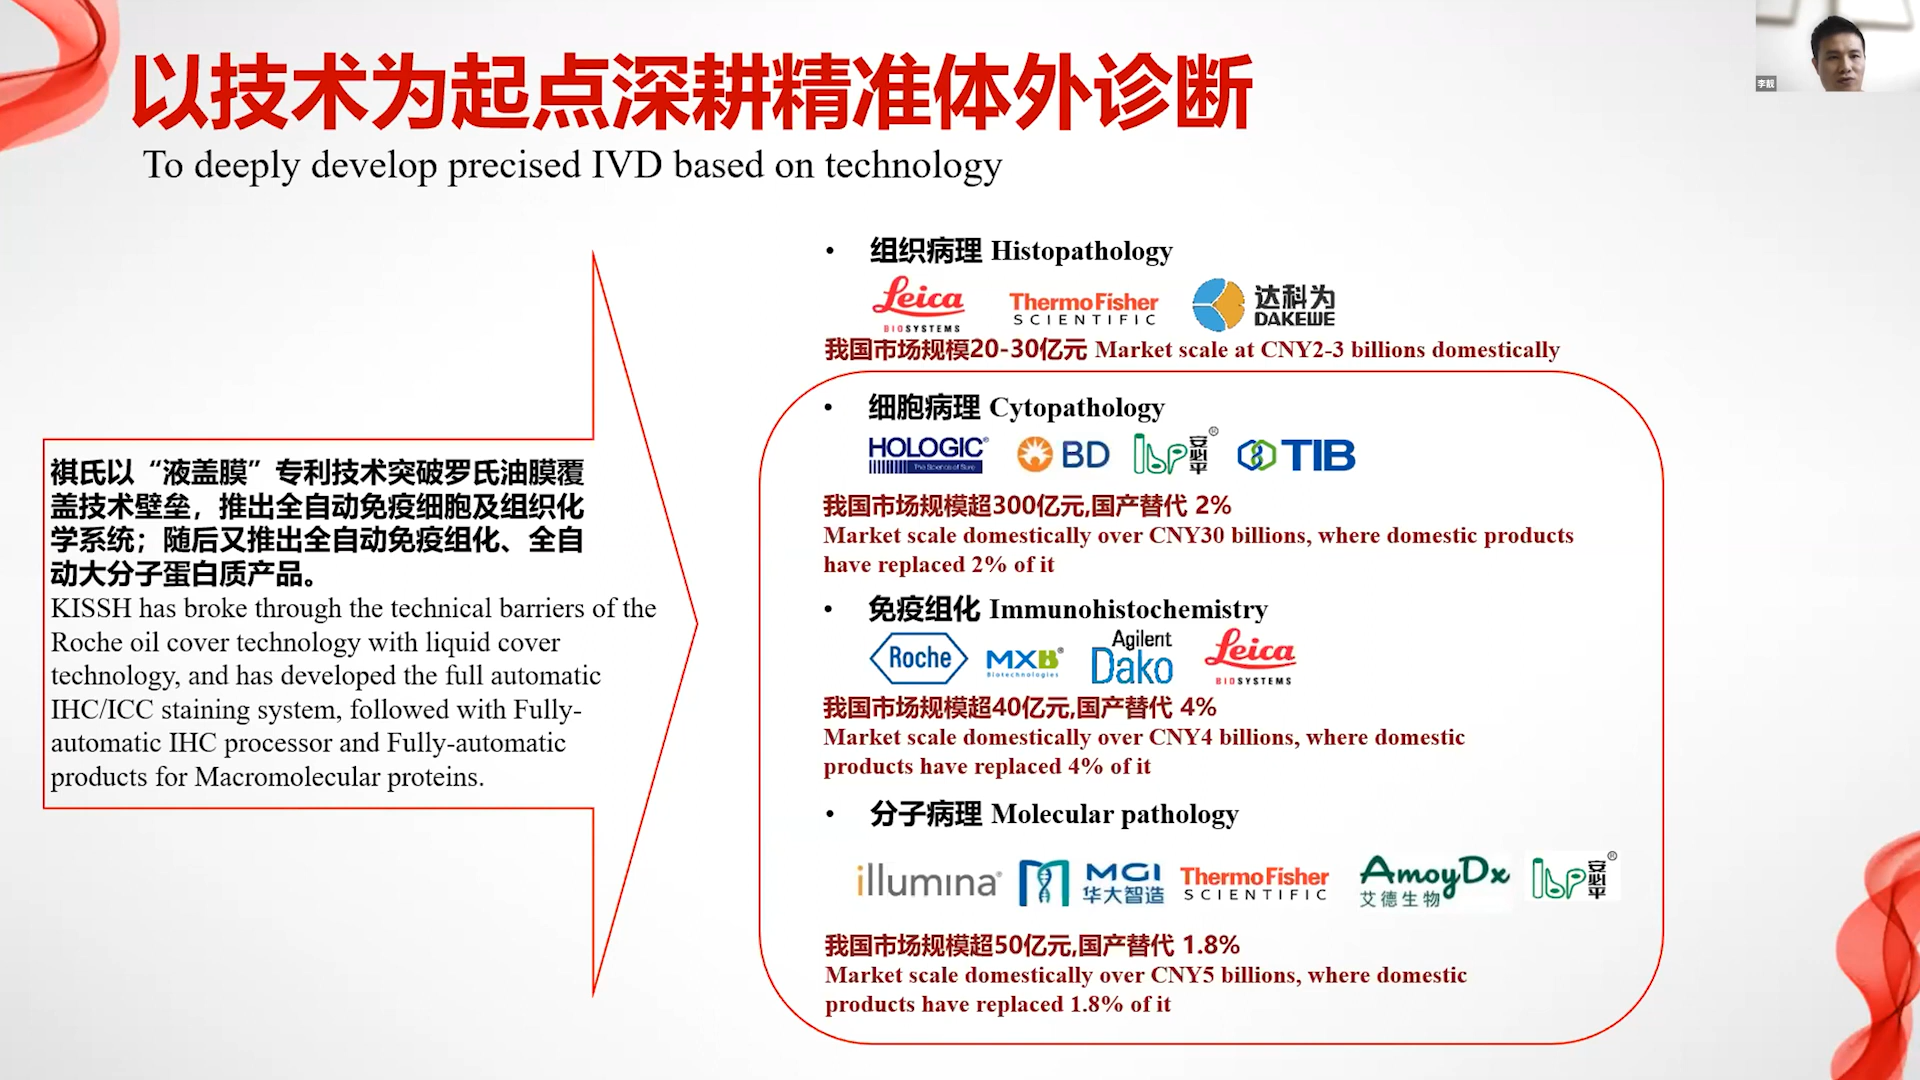 以技术为起点深耕精准体外诊断
To deeply develop precised IVD based on technology
李靓
祺氏以“液盖膜”专利技术突破罗氏油膜覆
盖技术壁垒，推出全自动免疫细胞及组织化
学系统；随后又推出全自动免疫组化、全自
动大分子蛋白质产品。
KISSH has broke through the technical barriers of the
Roche oil cover technology with liquid cover
technology, and has developed the full automatic
IHC/ICC staining system, followed with Fully-
automatic IHC processor and Fully-automatic
products for Macromolecular proteins.
• 组织病理 Histopathology
Leica BIOSYSTEMS
ThermoFisher SCIENTIFIC
达科为 DAKEWE
我国市场规模20-30亿元 Market scale at CNY2-3 billions domestically
• 细胞病理 Cytopathology
HOLOGIC® The Science of Sure
BD
lbp 安必平®
TIB
我国市场规模超300亿元,国产替代 2%
Market scale domestically over CNY30 billions, where domestic products
have replaced 2% of it
• 免疫组化 Immunohistochemistry
Roche
MXB® Biotechnologies
Agilent Dako
Leica BIOSYSTEMS
我国市场规模超40亿元,国产替代 4%
Market scale domestically over CNY4 billions, where domestic
products have replaced 4% of it
• 分子病理 Molecular pathology
illumina®
MGI 华大智造
ThermoFisher SCIENTIFIC
AmoyDx 艾德生物
lbp 安必平®
我国市场规模超50亿元,国产替代 1.8%
Market scale domestically over CNY5 billions, where domestic
products have replaced 1.8% of it